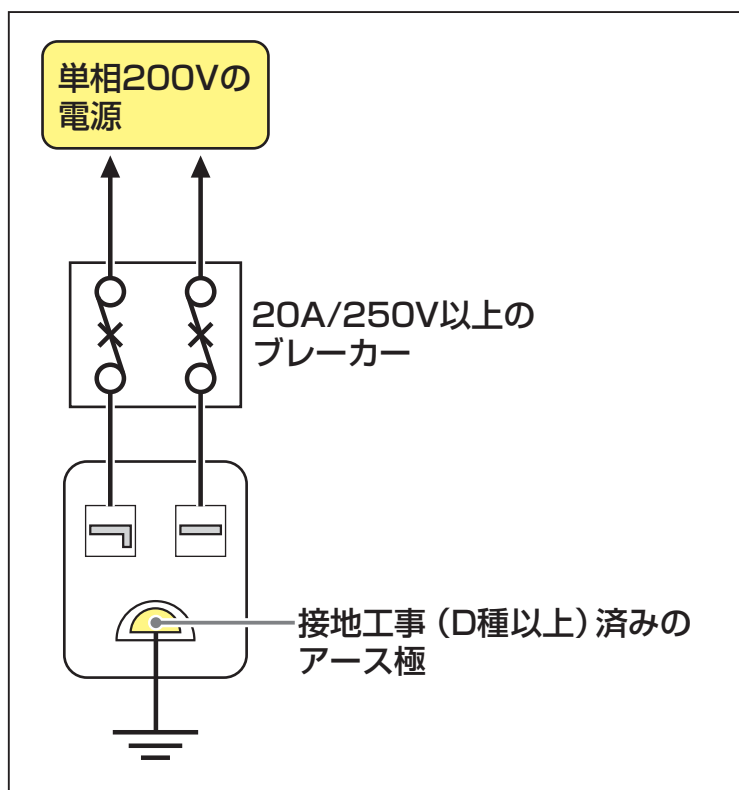 単相200Vの
電源
20A/250V以上の
ブレーカー
接地工事（D種以上）済みの
アース極